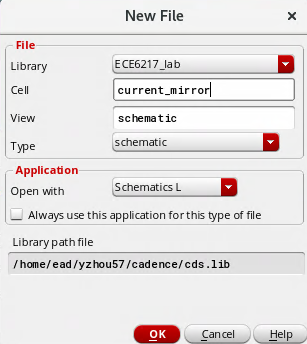 New File
File
Library ECE6217_lab
Cell current_mirror
View schematic
Type schematic
Application
Open with Schematics L
Always use this application for this type of file
Library path file
/home/ead/yzhou57/cadence/cds.lib
OK Cancel Help